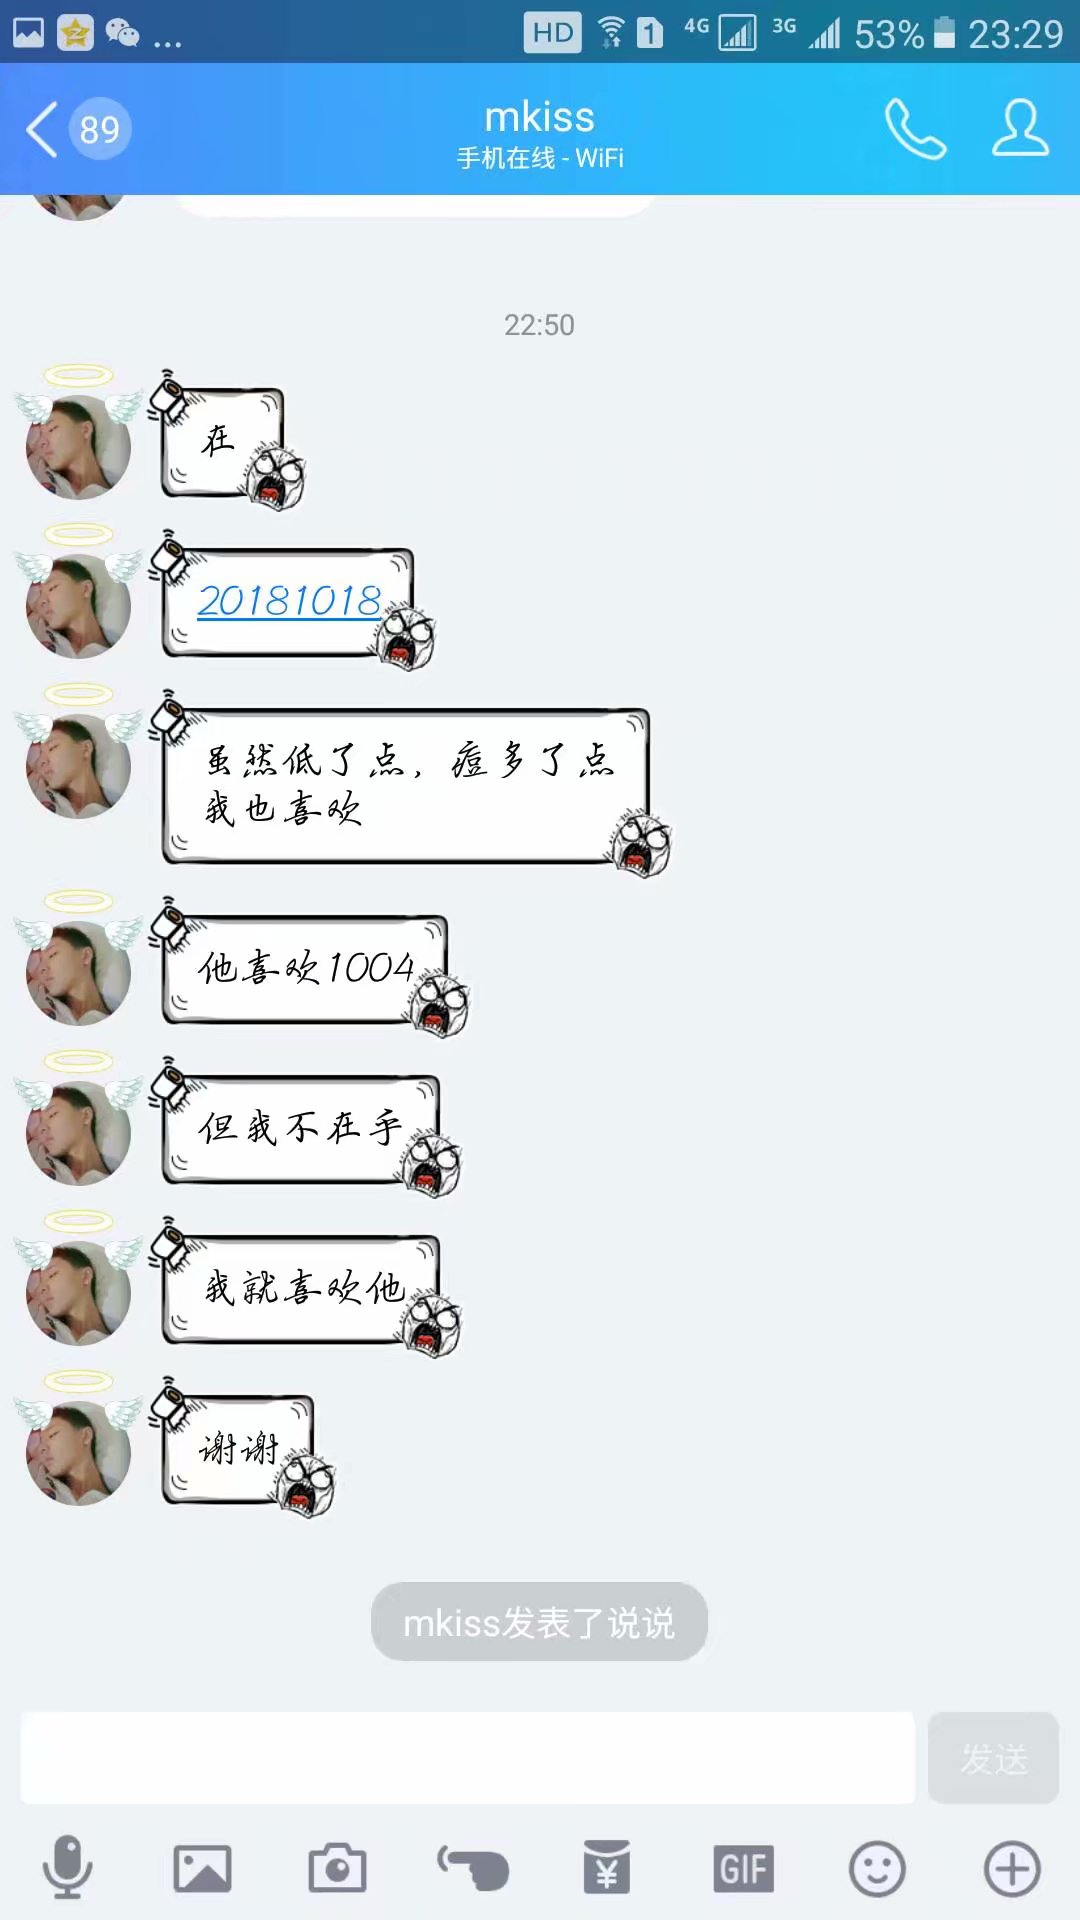 HD 1 4G 3G 53% 23:29
89
mkiss
手机在线 - WiFi
22:50
在
20181018
虽然低了点，痘多了点
我也喜欢
他喜欢1004
但我不在乎
我就喜欢他
谢谢
mkiss发表了说说
发送
¥
GIF